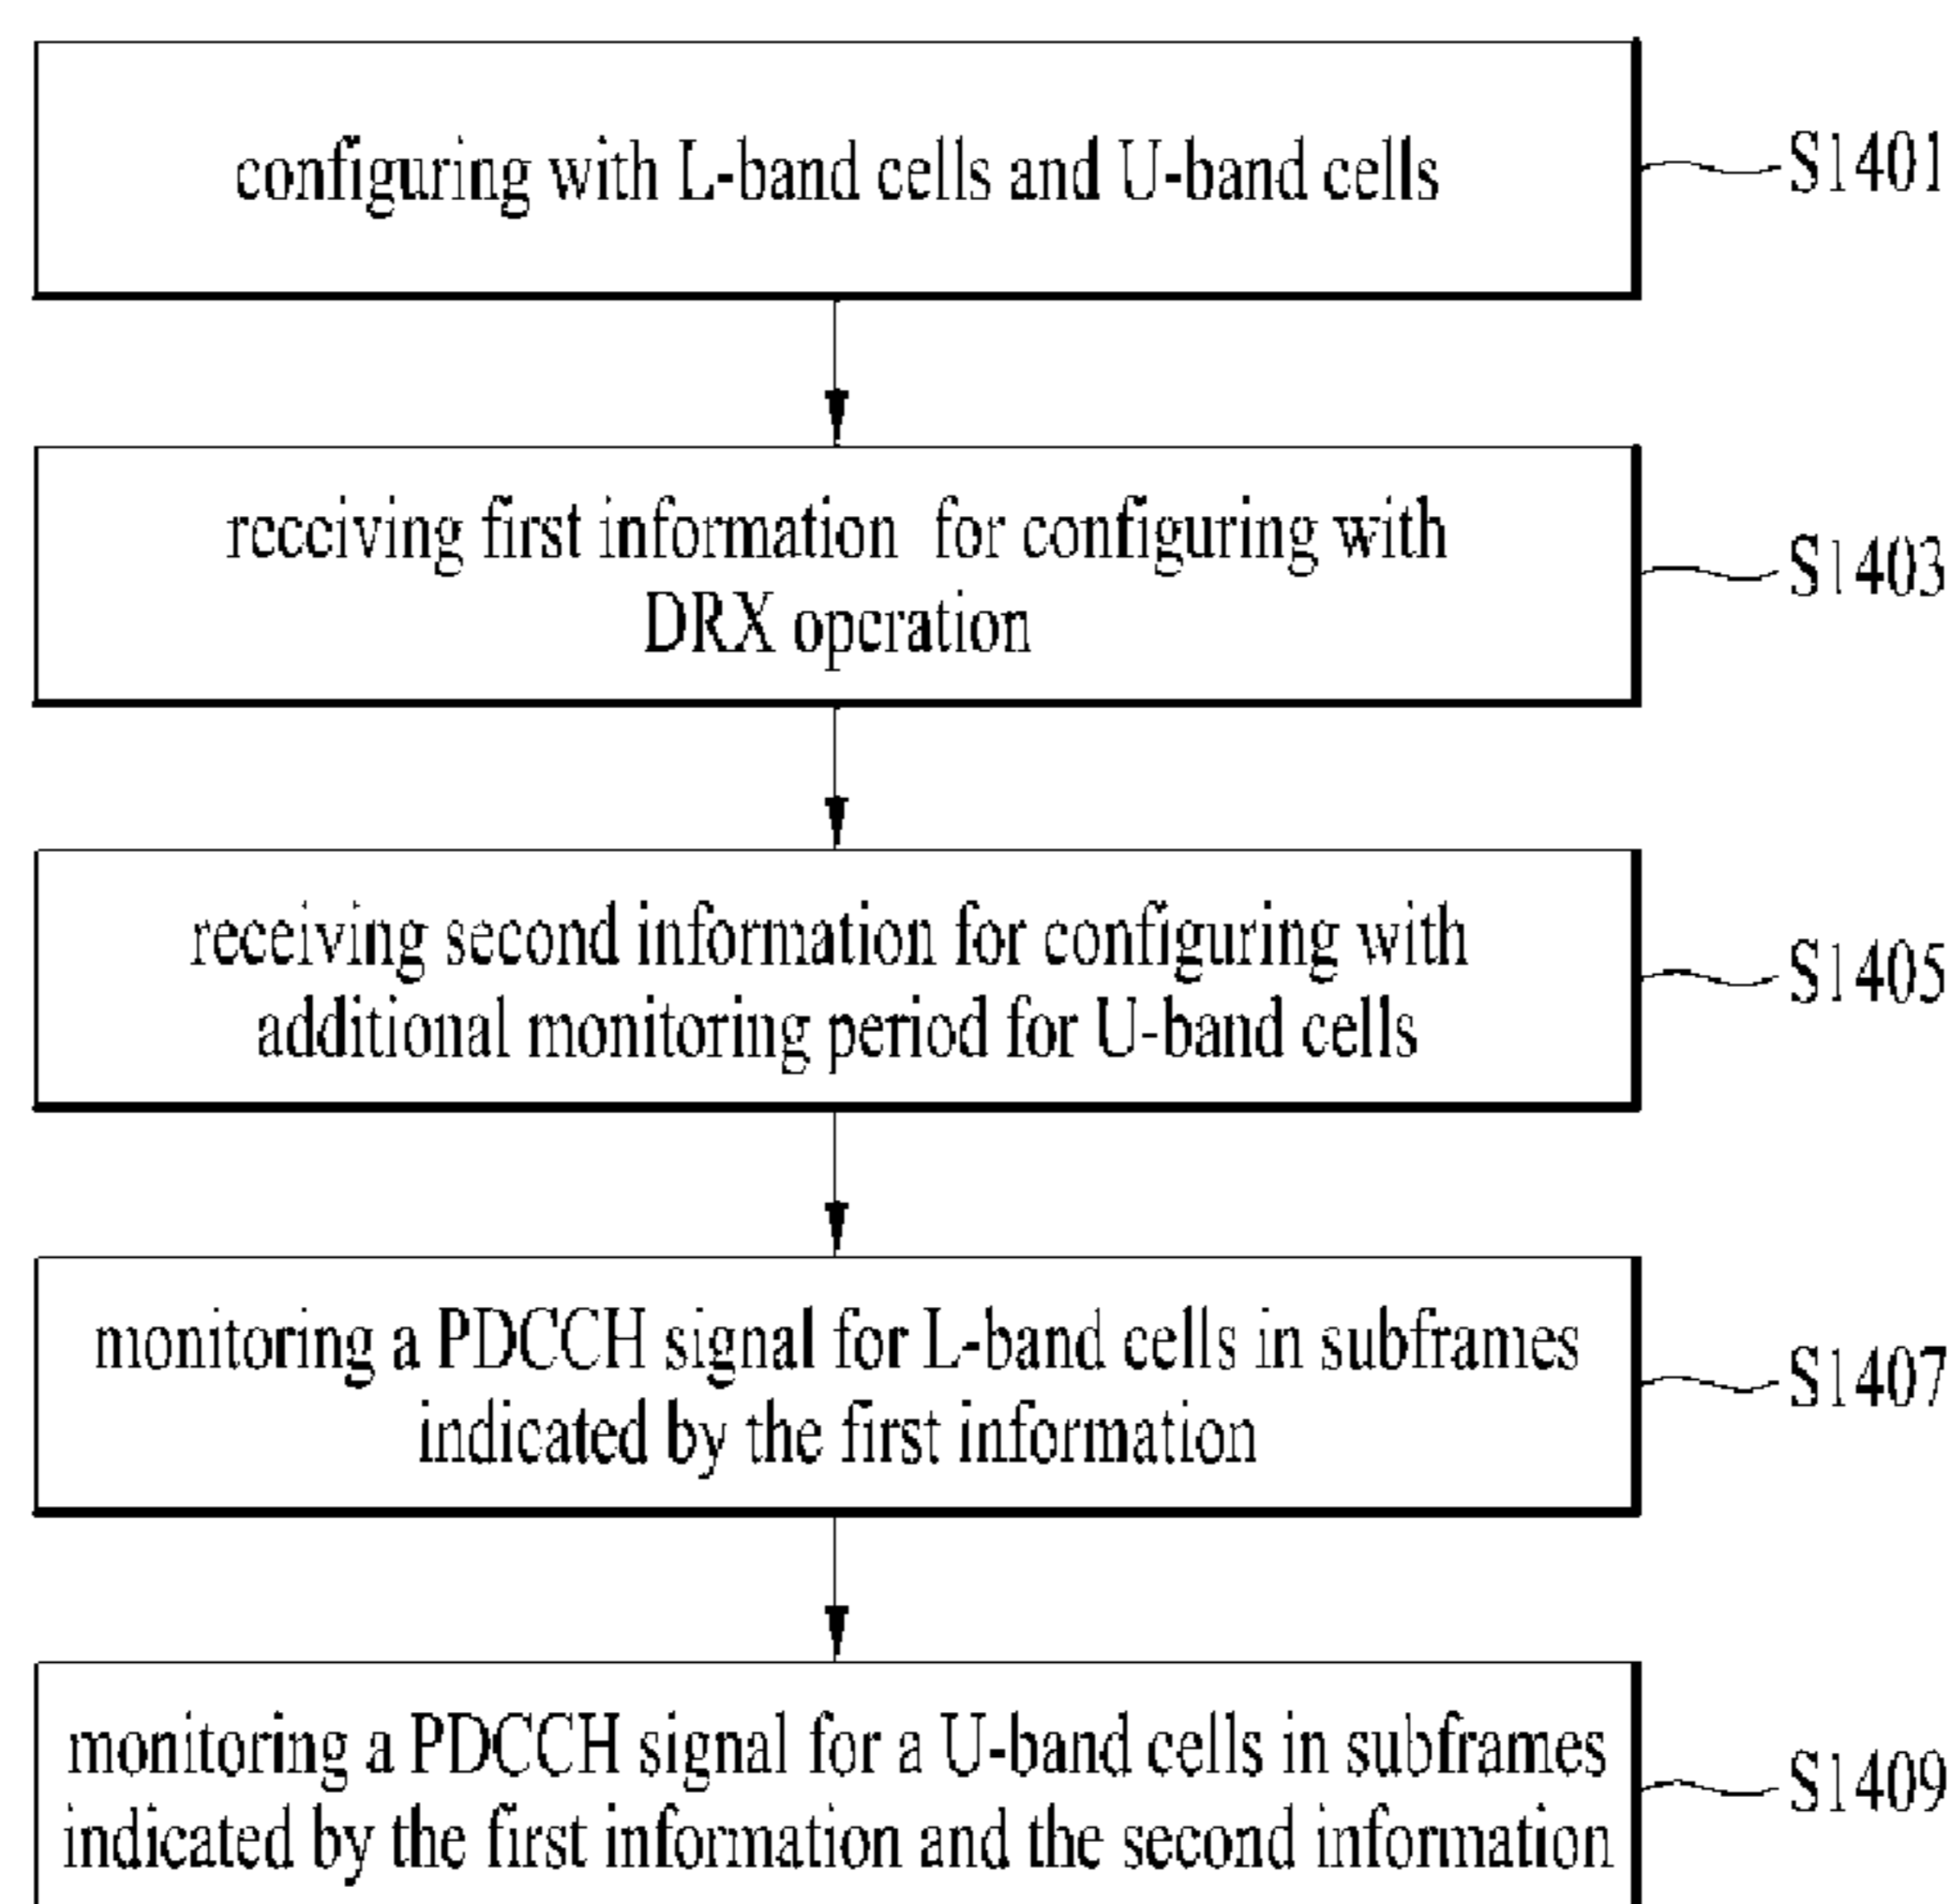 configuring with L-band cells and U-band cells
S1401
receiving first information for configuring with
DRX operation
S1403
receiving second information for configuring with
additional monitoring period for U-band cells
S1405
monitoring a PDCCH signal for L-band cells in subframes
indicated by the first information
S1407
monitoring a PDCCH signal for a U-band cells in subframes
indicated by the first information and the second information
S1409